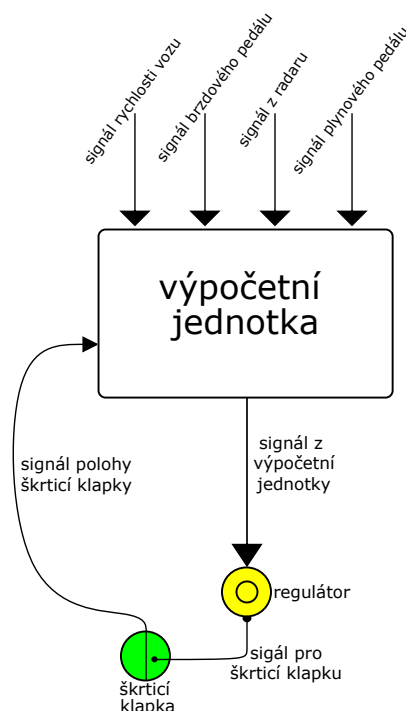 signál rychlosti vozu
signál brzdového pedálu
signál z radaru
signál plynového pedálu
výpočetní
jednotka
signál z
výpočetní
jednotky
signál polohy
škrticí klapky
regulátor
sigál pro
škrticí klapku
škrticí
klapka